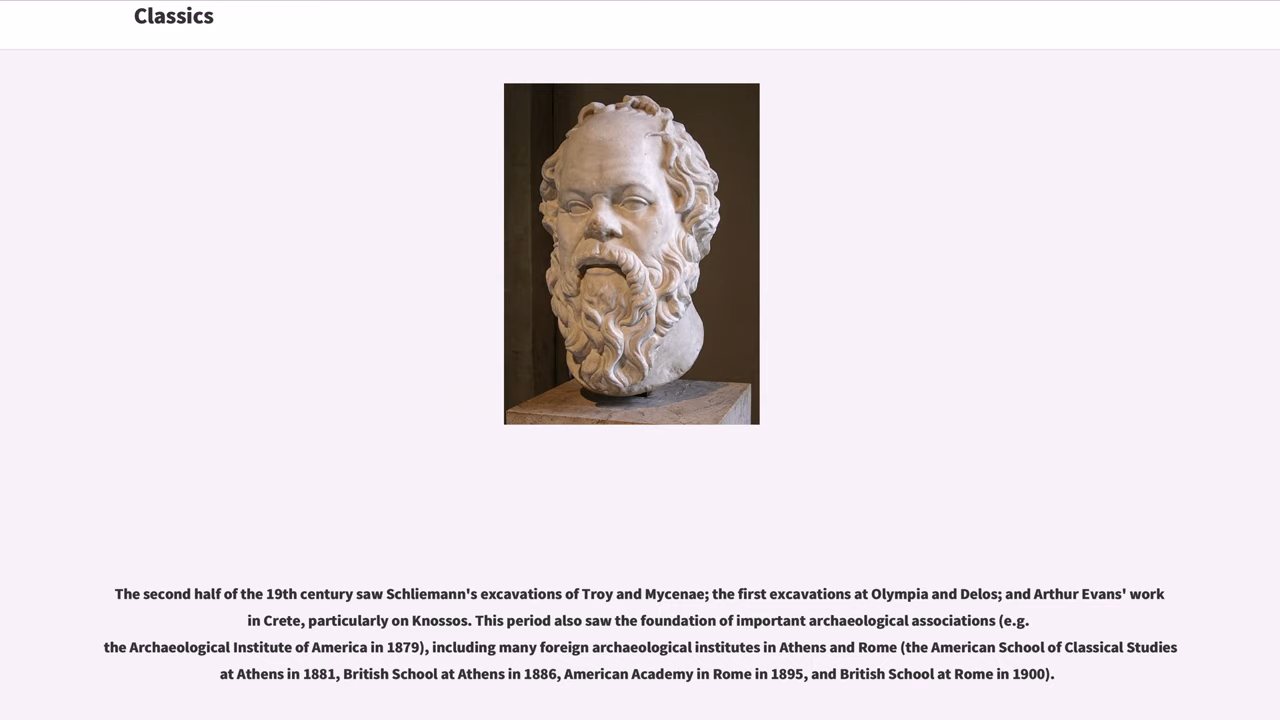 Classics
The second half of the 19th century saw Schliemann's excavations of Troy and Mycenae; the first excavations at Olympia and Delos; and Arthur Evans' work
in Crete, particularly on Knossos. This period also saw the foundation of important archaeological associations (e.g.
the Archaeological Institute of America in 1879), including many foreign archaeological institutes in Athens and Rome (the American School of Classical Studies
at Athens in 1881, British School at Athens in 1886, American Academy in Rome in 1895, and British School at Rome in 1900).